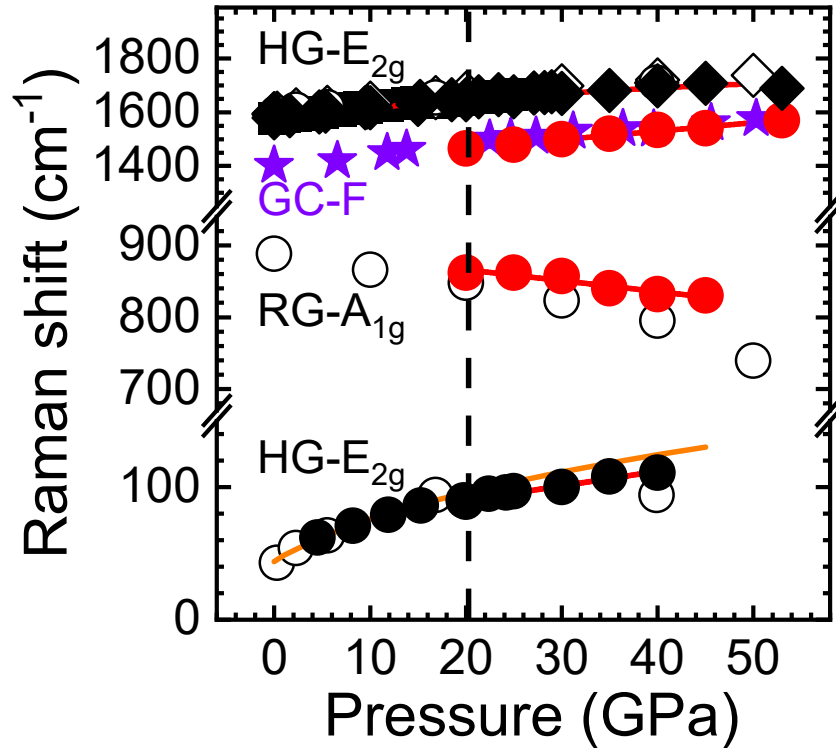 Raman shift (cm⁻¹)
1800
1600
1400
900
800
700
100
0
HG-E₂g
GC-F
RG-A₁g
HG-E₂g
0 10 20 30 40 50
Pressure (GPa)